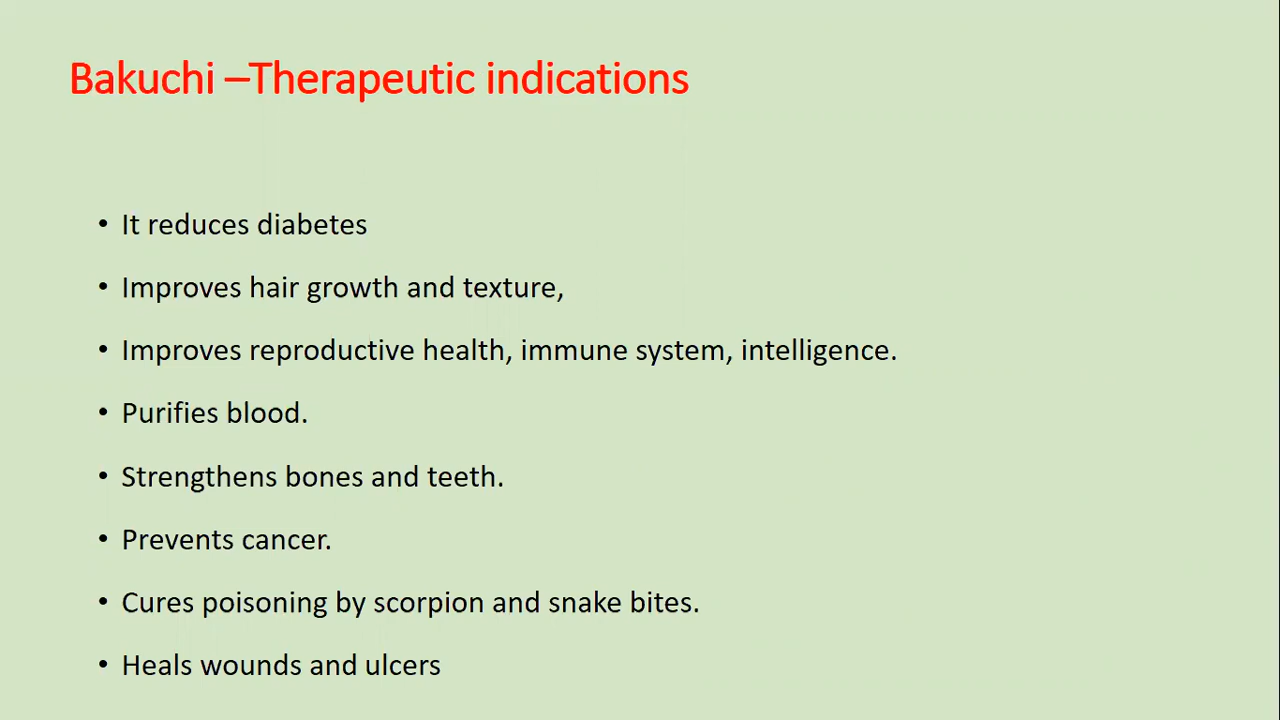 Bakuchi –Therapeutic indications
• It reduces diabetes
• Improves hair growth and texture,
• Improves reproductive health, immune system, intelligence.
• Purifies blood.
• Strengthens bones and teeth.
• Prevents cancer.
• Cures poisoning by scorpion and snake bites.
• Heals wounds and ulcers